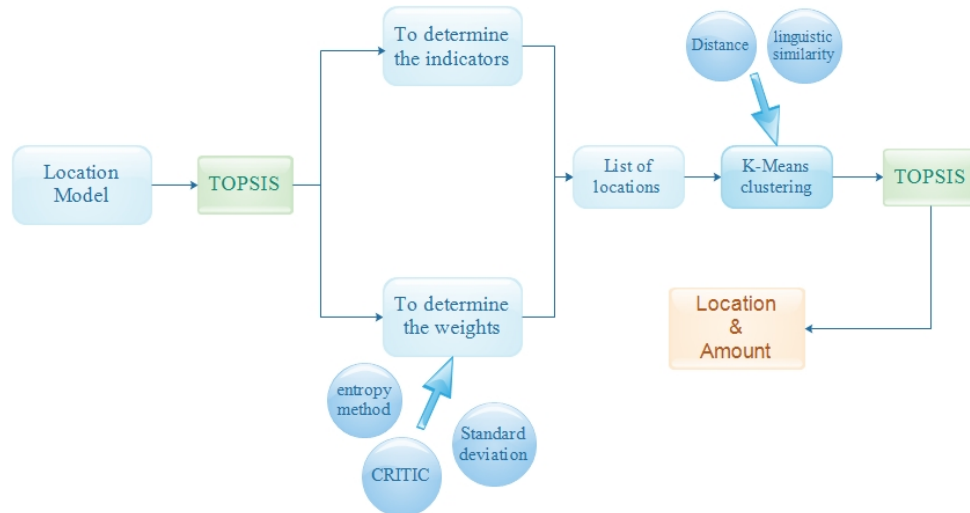 To determine
the indicators
Distance
linguistic
similarity
Location
Model
TOPSIS
List of
locations
K-Means
clustering
TOPSIS
To determine
the weights
Location
&
Amount
entropy
method
CRITIC
Standard
deviation